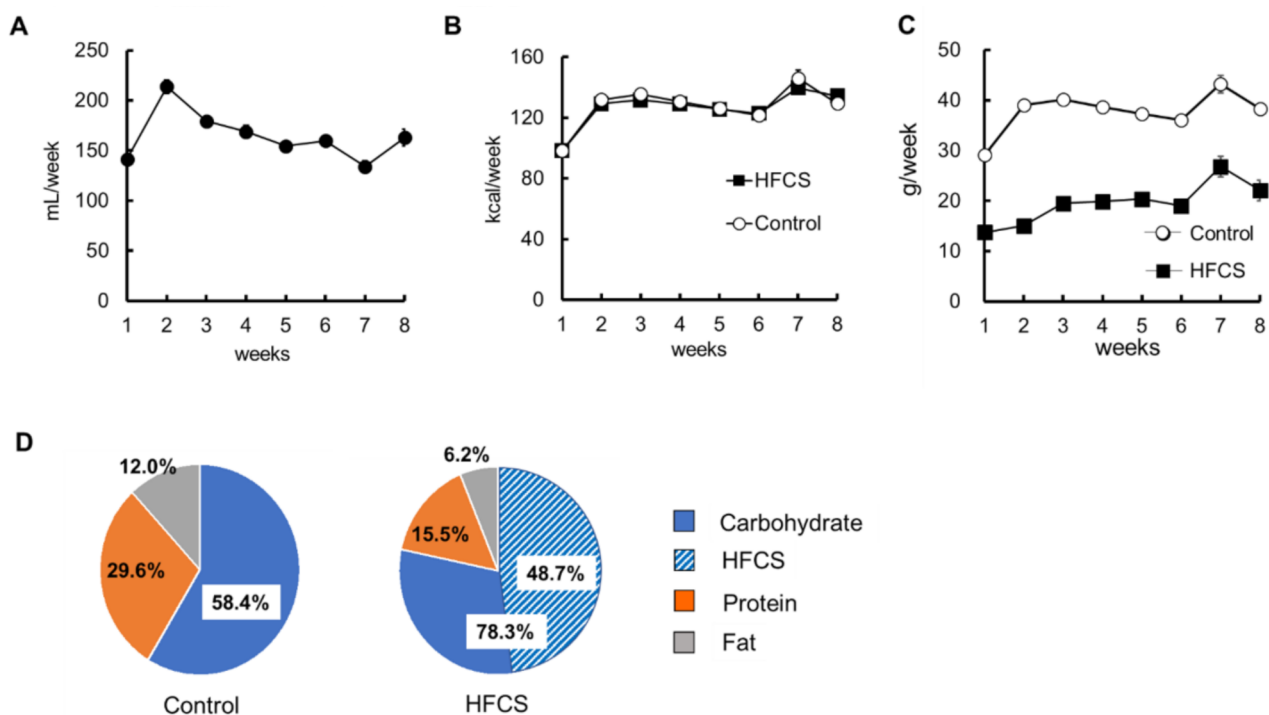 A
mL/week
250
200
150
100
50
0
1 2 3 4 5 6 7 8
weeks
B
kcal/week
160
120
80
40
0
HFCS
Control
1 2 3 4 5 6 7 8
weeks
C
g/week
50
40
30
20
10
0
Control
HFCS
1 2 3 4 5 6 7 8
weeks
D
12.0%
29.6%
58.4%
Control
6.2%
15.5%
48.7%
78.3%
HFCS
Carbohydrate
HFCS
Protein
Fat